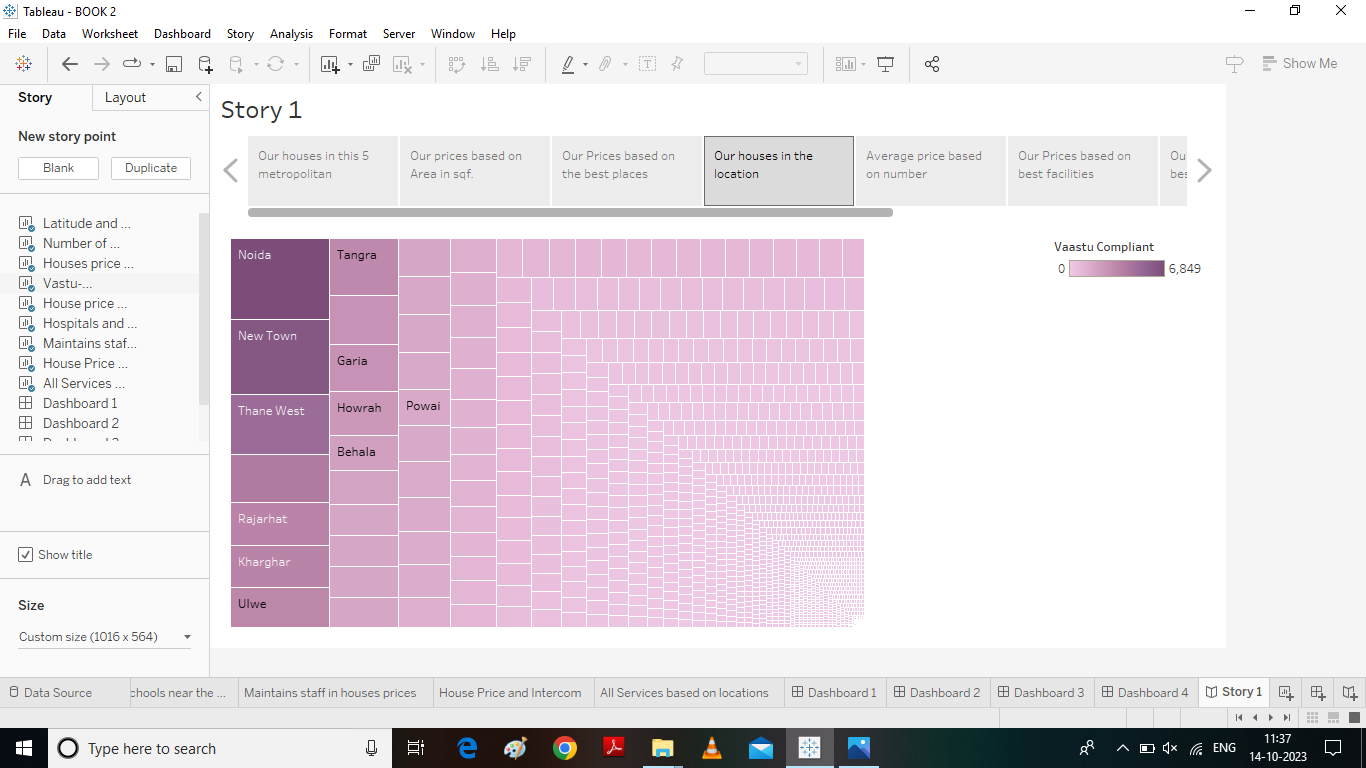 Tableau - BOOK 2
File Data Worksheet Dashboard Story Analysis Format Server Window Help
Show Me
Story Layout
New story point
Blank Duplicate
Latitude and ...
Number of ...
Houses price ...
Vastu-...
House price ...
Hospitals and ...
Maintains staf...
House Price ...
All Services ...
Dashboard 1
Dashboard 2
A Drag to add text
Show title
Size
Custom size (1016 x 564)
Story 1
Our houses in this 5
metropolitan
Our prices based on
Area in sqf.
Our Prices based on
the best places
Our houses in the
location
Average price based
on number
Our Prices based on
best facilities
Ou
bes
Noida
New Town
Thane West
Rajarhat
Kharghar
Ulwe
Tangra
Garia
Howrah
Behala
Powai
Vaastu Compliant
0 6,849
Data Source chools near the ... Maintains staff in houses prices House Price and Intercom All Services based on locations Dashboard 1 Dashboard 2 Dashboard 3 Dashboard 4 Story 1
Type here to search
ENG
11:37
14-10-2023